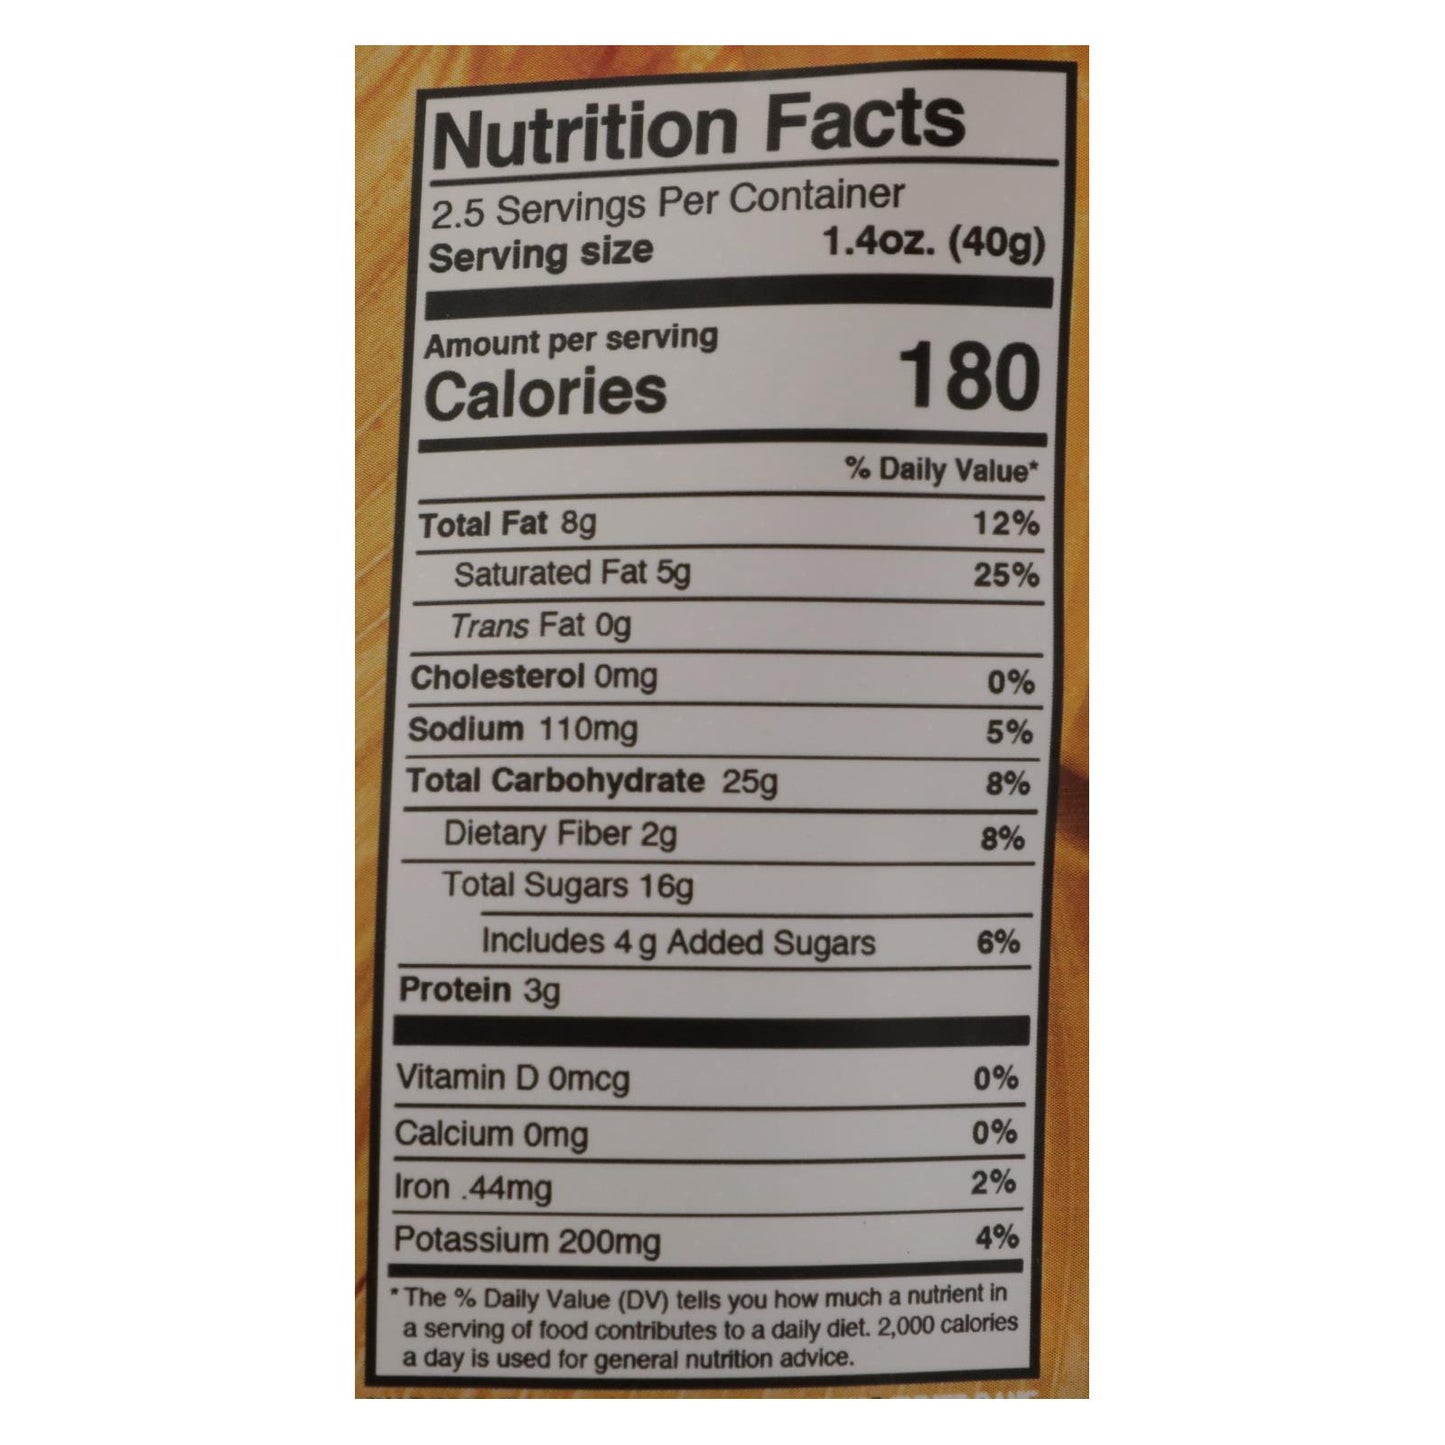 Nutrition Facts
2.5 Servings Per Container
Serving size 1.4oz. (40g)
Amount per serving
Calories 180
% Daily Value*
Total Fat 8g 12%
Saturated Fat 5g 25%
Trans Fat 0g
Cholesterol 0mg 0%
Sodium 110mg 5%
Total Carbohydrate 25g 8%
Dietary Fiber 2g 8%
Total Sugars 16g
Includes 4g Added Sugars 6%
Protein 3g
Vitamin D 0mcg 0%
Calcium 0mg 0%
Iron .44mg 2%
Potassium 200mg 4%
* The % Daily Value (DV) tells you how much a nutrient in
a serving of food contributes to a daily diet. 2,000 calories
a day is used for general nutrition advice.